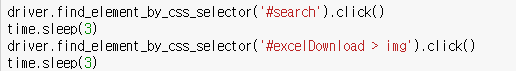 driver.find_element_by_css_selector('#search').click()
time.sleep(3)
driver.find_element_by_css_selector('#excelDownload > img').click()
time.sleep(3)